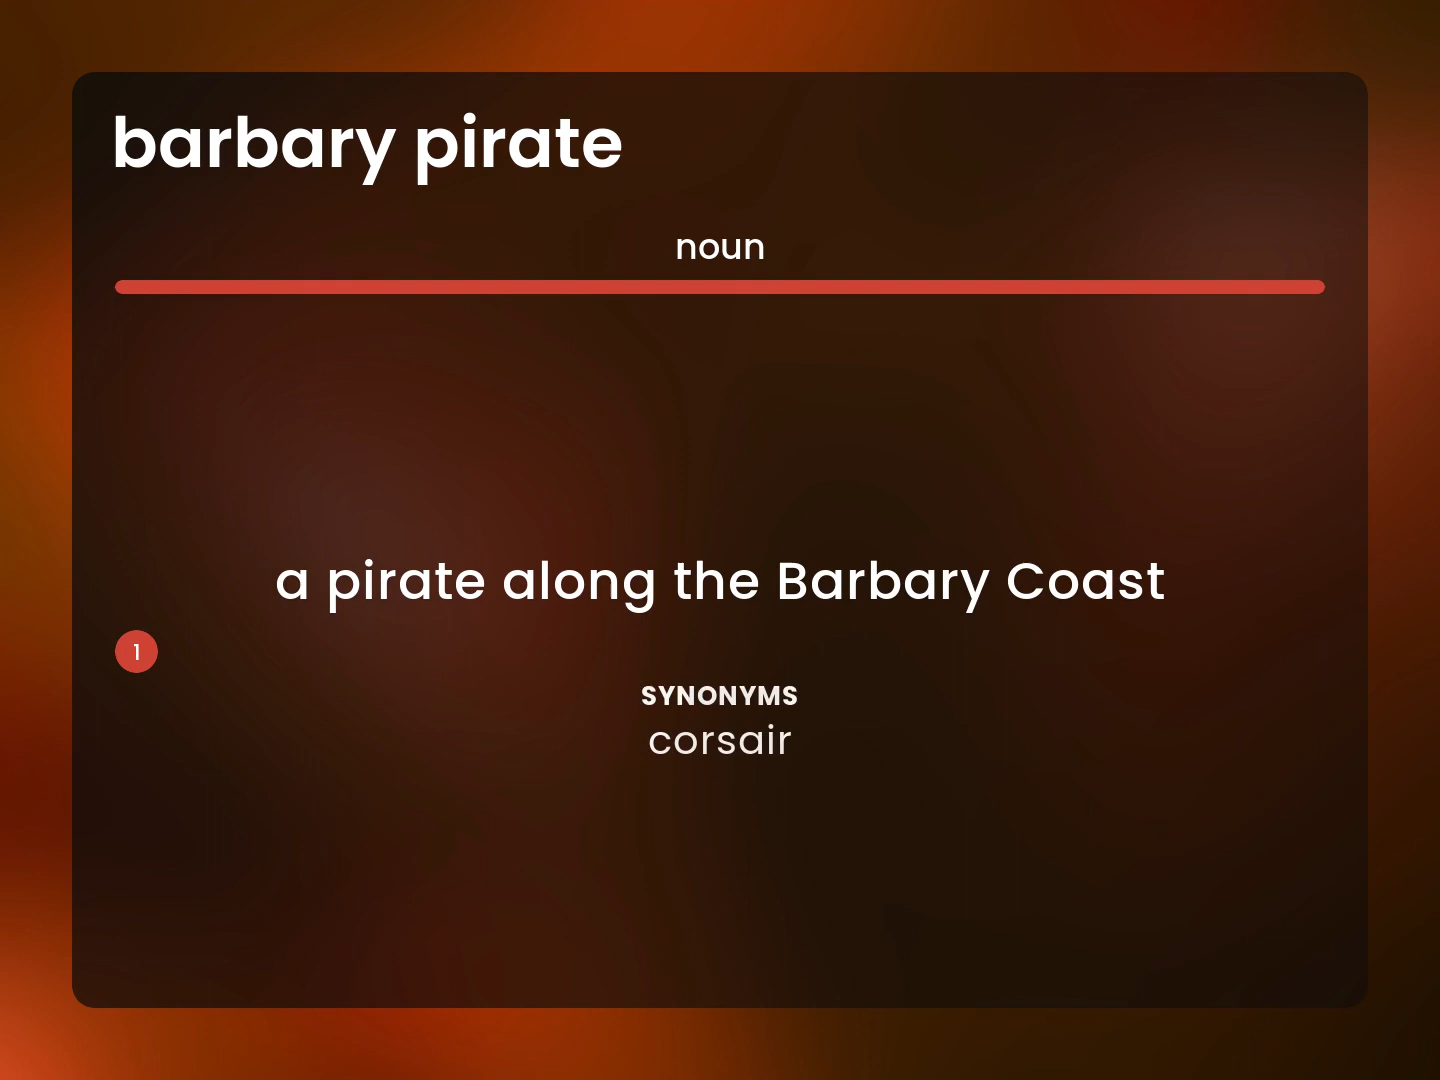 barbary pirate
noun
a pirate along the Barbary Coast
1
SYNONYMS
corsair